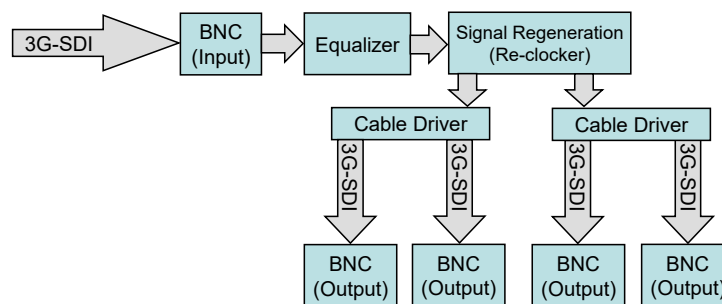 3G-SDI
BNC
(Input)
Equalizer
Signal Regeneration
(Re-clocker)
Cable Driver
Cable Driver
3G-SDI
3G-SDI
3G-SDI
3G-SDI
BNC
(Output)
BNC
(Output)
BNC
(Output)
BNC
(Output)